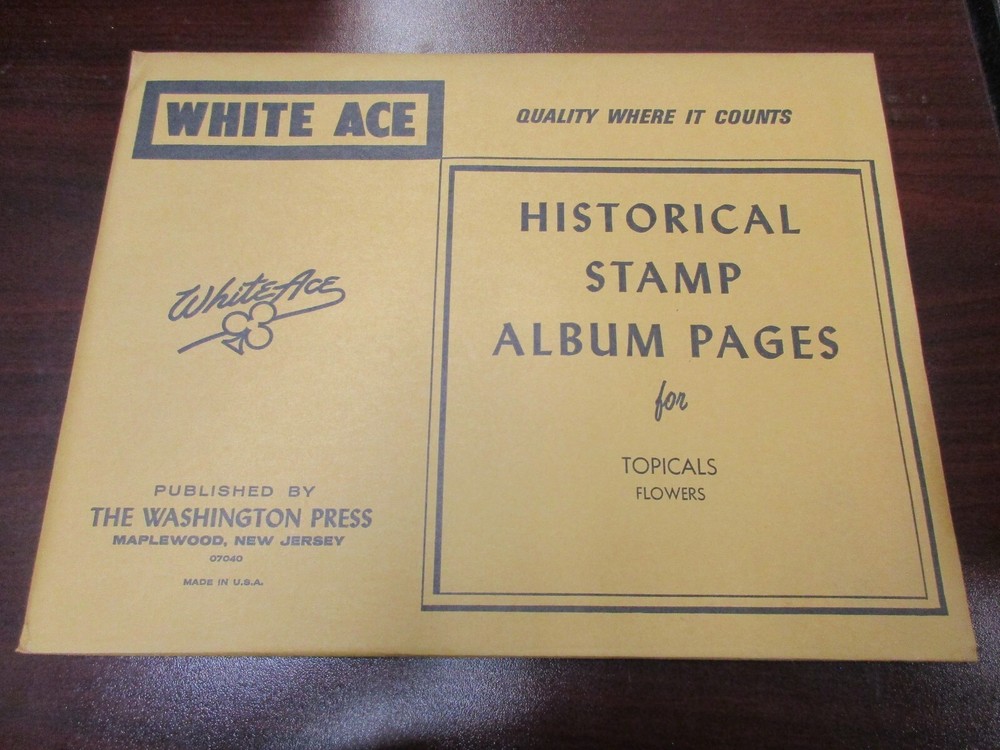 WHITE ACE
QUALITY WHERE IT COUNTS
White Ace
PUBLISHED BY
THE WASHINGTON PRESS
MAPLEWOOD, NEW JERSEY
07040
MADE IN U.S.A.
HISTORICAL
STAMP
ALBUM PAGES
for
TOPICALS
FLOWERS